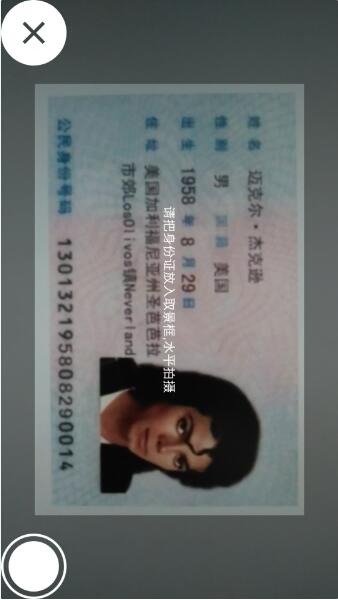 姓名 迈克尔·杰克逊
性别 男 美国
出生 1958 年 8 月 29 日
住址 美国加利福尼亚州圣芭芭拉
市郊LosOlivos镇Neverland
公民身份号码 130132195808290014
请把身份证放入取景框,水平拍摄